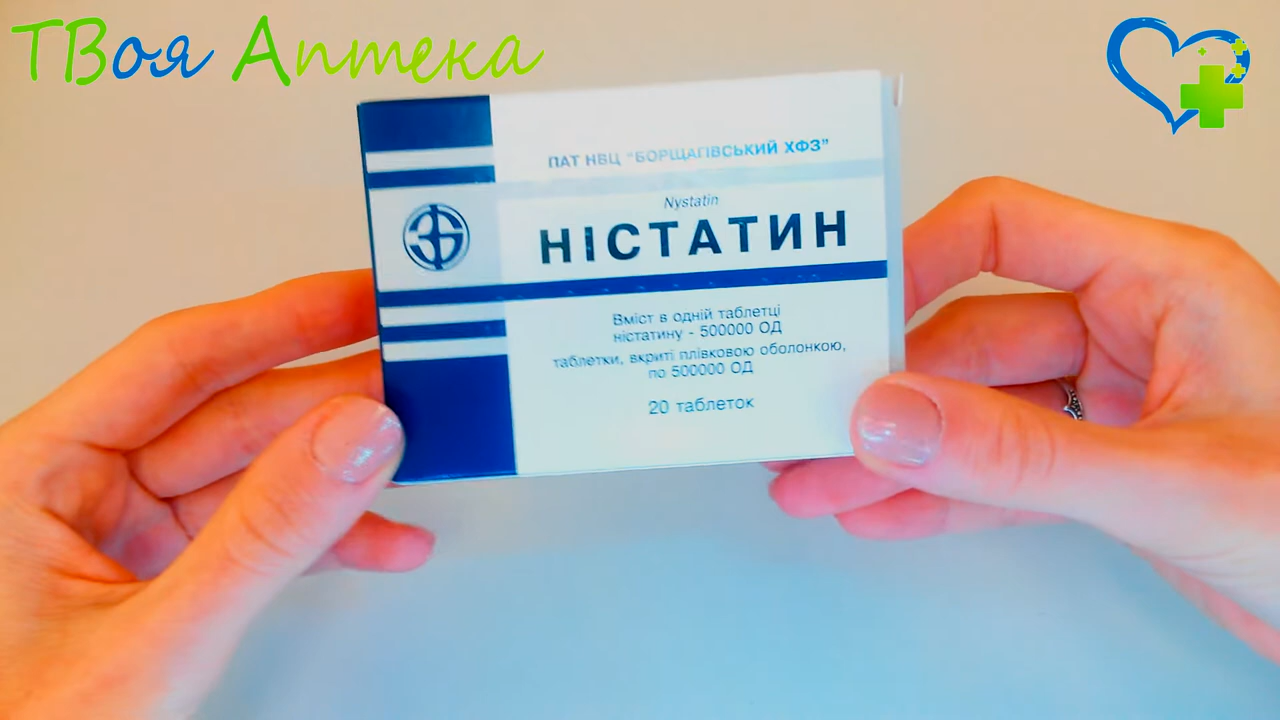 ТВоя Аптека
ПАТ НВЦ "БОРЩАГІВСЬКИЙ ХФЗ"
Nystatin
НІСТАТИН
Вміст в одній таблетці
ністатину - 500000 ОД
таблетки, вкриті плівковою оболонкою,
по 500000 ОД
20 таблеток